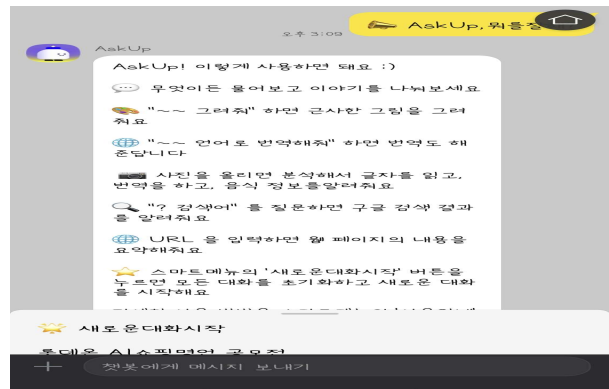 AskUp, 뭐를
오후 3:09
AskUp
AskUp! 이렇게 사용하면 돼요 :)
무엇이든 물어보고 이야기를 나눠보세요
"~~ 그려줘" 하면 근사한 그림을 그려
줘요
"~~ 언어로 번역해줘" 하면 번역도 해
준답니다
사진을 올리면 분석해서 글자를 읽고,
번역을 하고, 음식 정보를알려줘요
"? 검색어" 를 질문하면 구글 검색 결과
를 알려줘요
URL 을 입력하면 웹 페이지의 내용을
요약해줘요
스마트메뉴의 '새로운대화시작' 버튼을
누르면 모든 대화를 초기화하고 새로운 대화
를 시작해요
새로운대화시작
챗봇에게 메시지 보내기